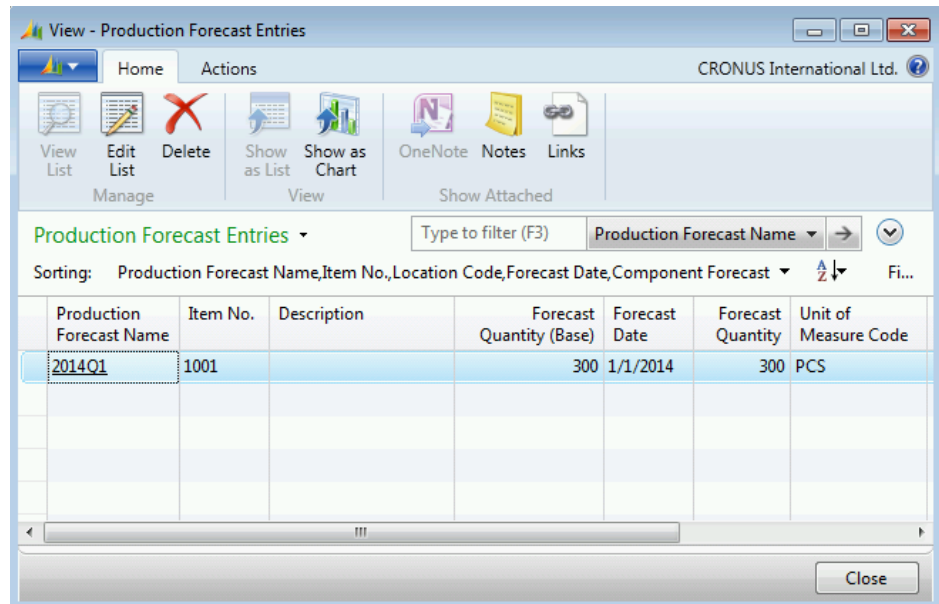 View - Production Forecast Entries
Home Actions CRONUS International Ltd.
View List
Edit List
Delete
Show as List
Show as Chart
OneNote
Notes
Links
Manage View Show Attached
Production Forecast Entries Type to filter (F3) Production Forecast Name
Sorting: Production Forecast Name,Item No.,Location Code,Forecast Date,Component Forecast Fi...
Production Forecast Name Item No. Description Forecast Quantity (Base) Forecast Date Forecast Quantity Unit of Measure Code
2014Q1 1001 300 1/1/2014 300 PCS
Close